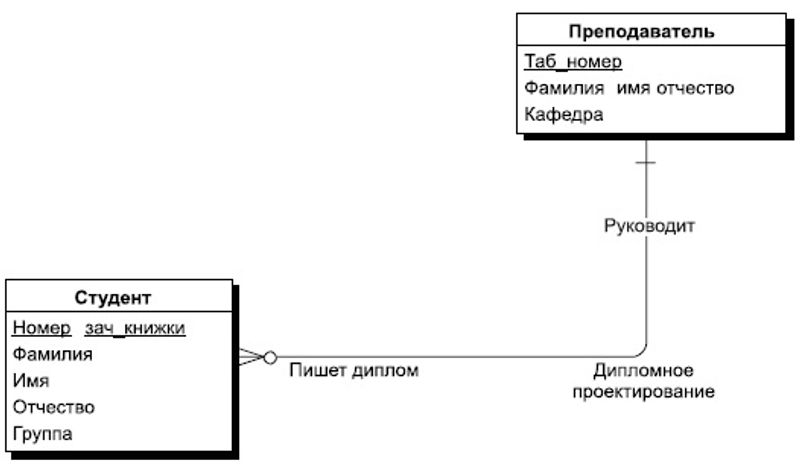 Преподаватель
Таб_номер
Фамилия имя отчество
Кафедра
Руководит
Студент
Номер зач_книжки
Фамилия
Имя
Отчество
Группа
Пишет диплом
Дипломное
проектирование